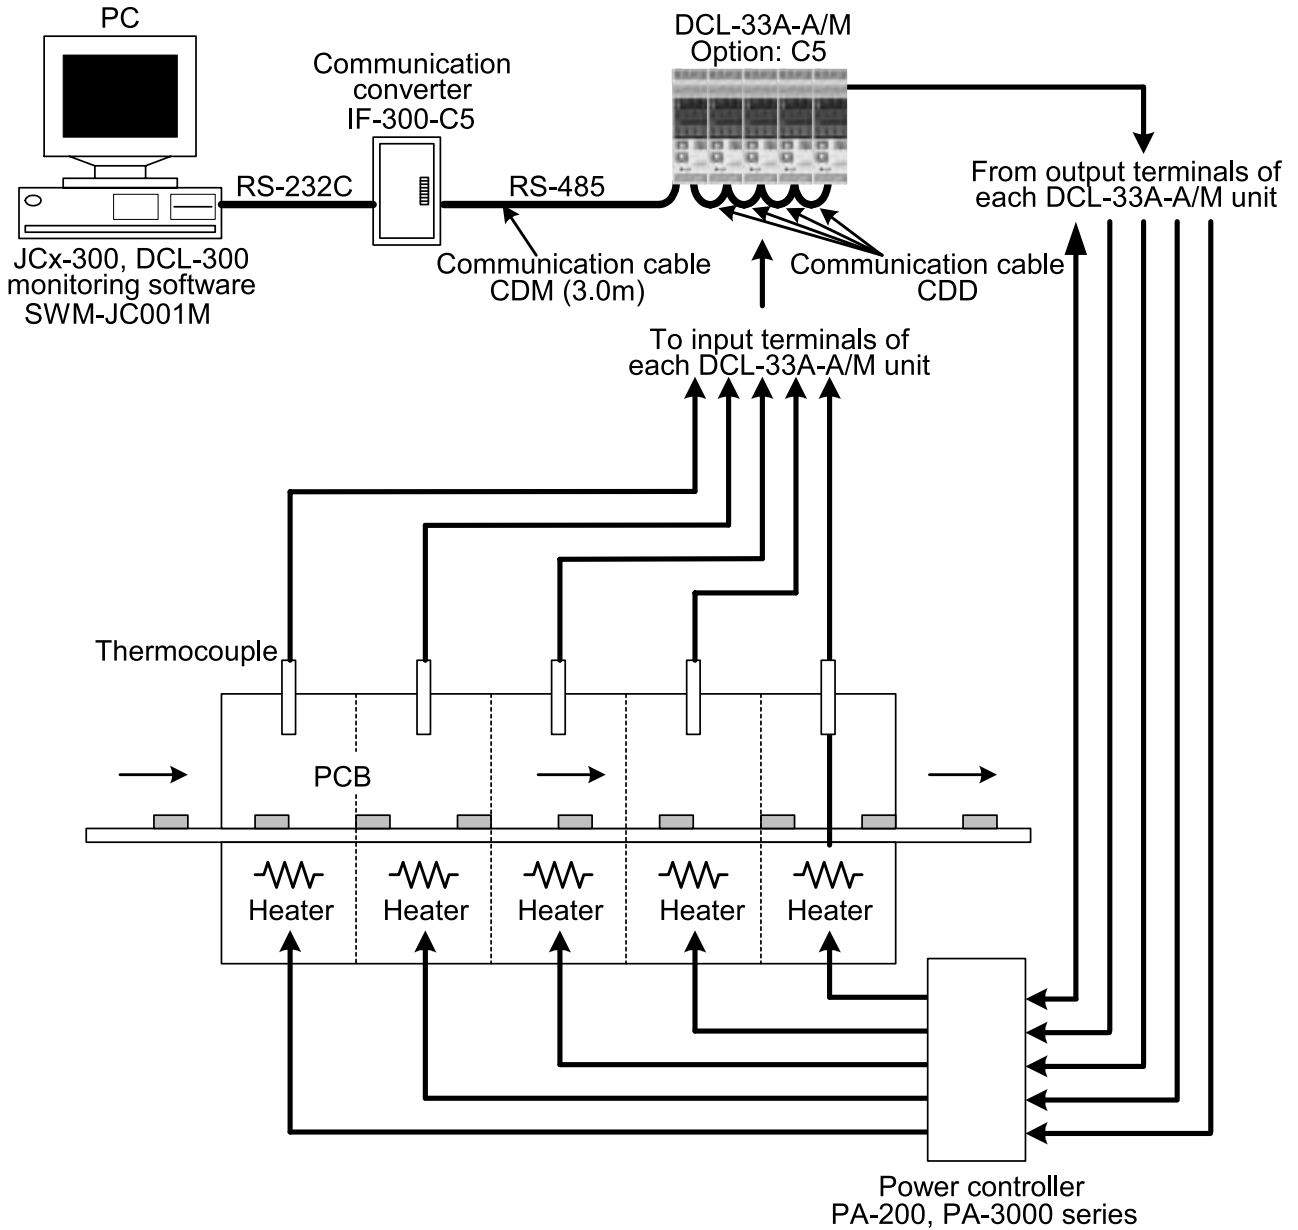 PC
DCL-33A-A/M
Option: C5
Communication
converter
IF-300-C5
RS-232C
RS-485
From output terminals of
each DCL-33A-A/M unit
JCx-300, DCL-300
monitoring software
SWM-JC001M
Communication cable
CDM (3.0m)
Communication cable
CDD
To input terminals of
each DCL-33A-A/M unit
Thermocouple
PCB
Heater
Heater
Heater
Heater
Heater
Power controller
PA-200, PA-3000 series